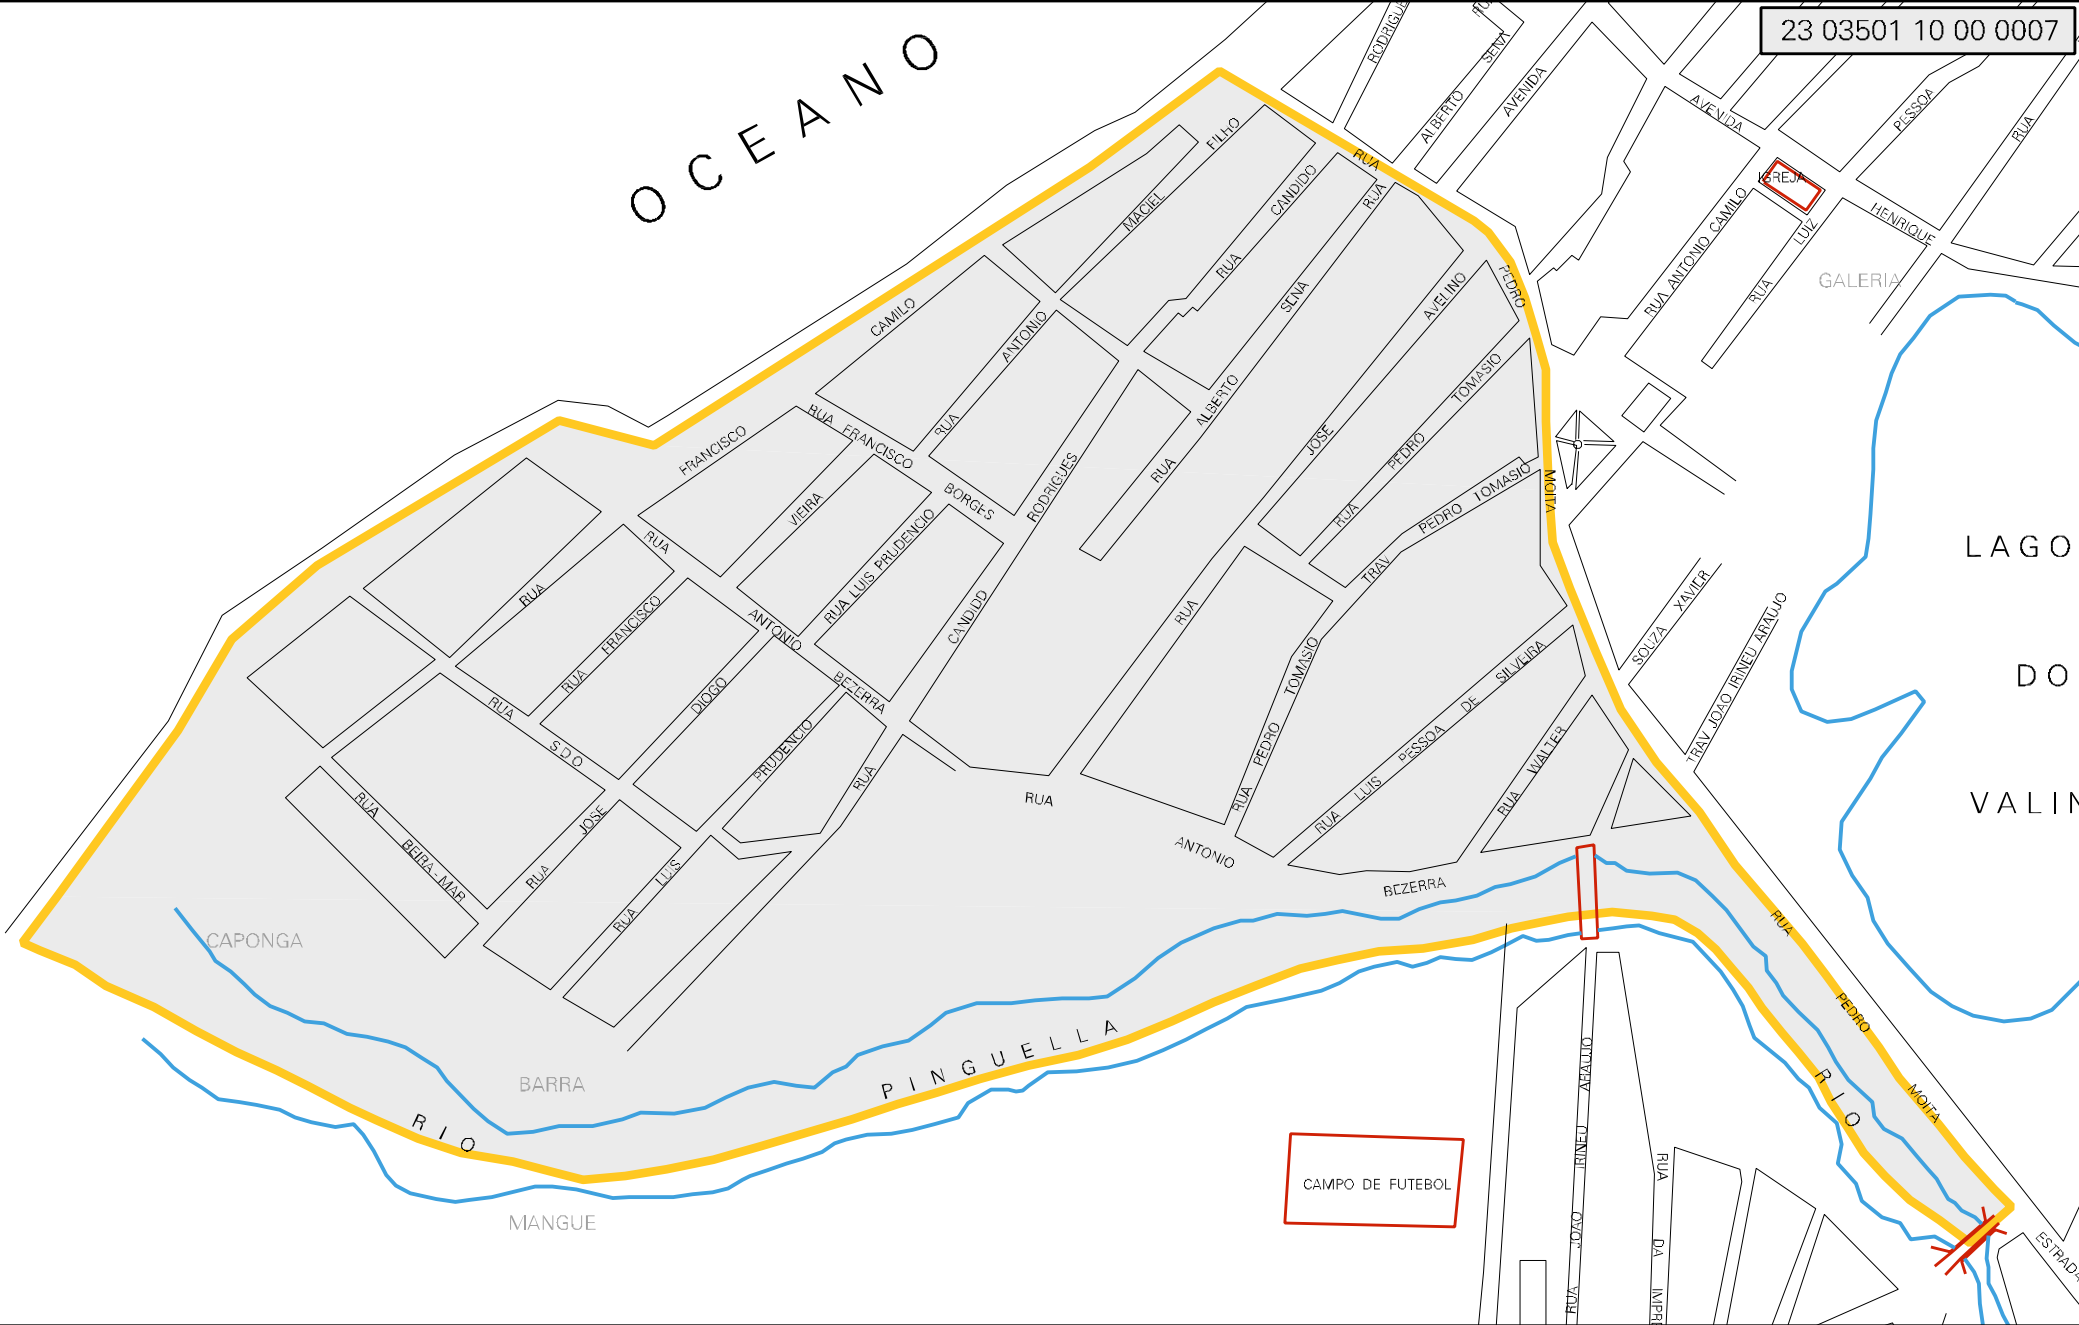 23 03501 10 00 0007
OCEANO
ALBERTO SENA
AVENIDA
AVENIDA
HENRIQUE
PESSOA
RUA
IGREJA
RUA ANTONIO CAMILO
RUA LUIZ
GALERIA
RUA PEDRO MOITA
MACIEL FILHO
RUA CANDIDO
RUA ALBERTO SENA
RUA
CAMILO
RUA ANTONIO
RUA JOSE AVELINO
RUA PEDRO TOMASIO
TRAV PEDRO TOMASIO
FRANCISCO
RUA FRANCISCO BORGES
VIEIRA
RUA LUIS PRUDENCIO
CANDIDO RODRIGUES
RUA
RUA ANTONIO BEZERRA
RUA
RUA FRANCISCO
DIOGO
PRUDENCIO
RUA SDO
RUA JOSE
RUA LUIS
RUA BEIRA-MAR
RUA PEDRO TOMASIO
RUA LUIS PESSOA DE SILVEIRA
RUA WALTER
RUA ANTONIO BEZERRA
SOUZA XAVIER
TRAV JOAO IRINEU ARAUJO
LAGO
DO
VALIN
CAPONGA
BARRA
MANGUE
RIO PINGUELLA
RIO
RUA PEDRO MOITA
CAMPO DE FUTEBOL
RUA JOAO IRINEU ARAUJO
RUA DA
ESTRADA